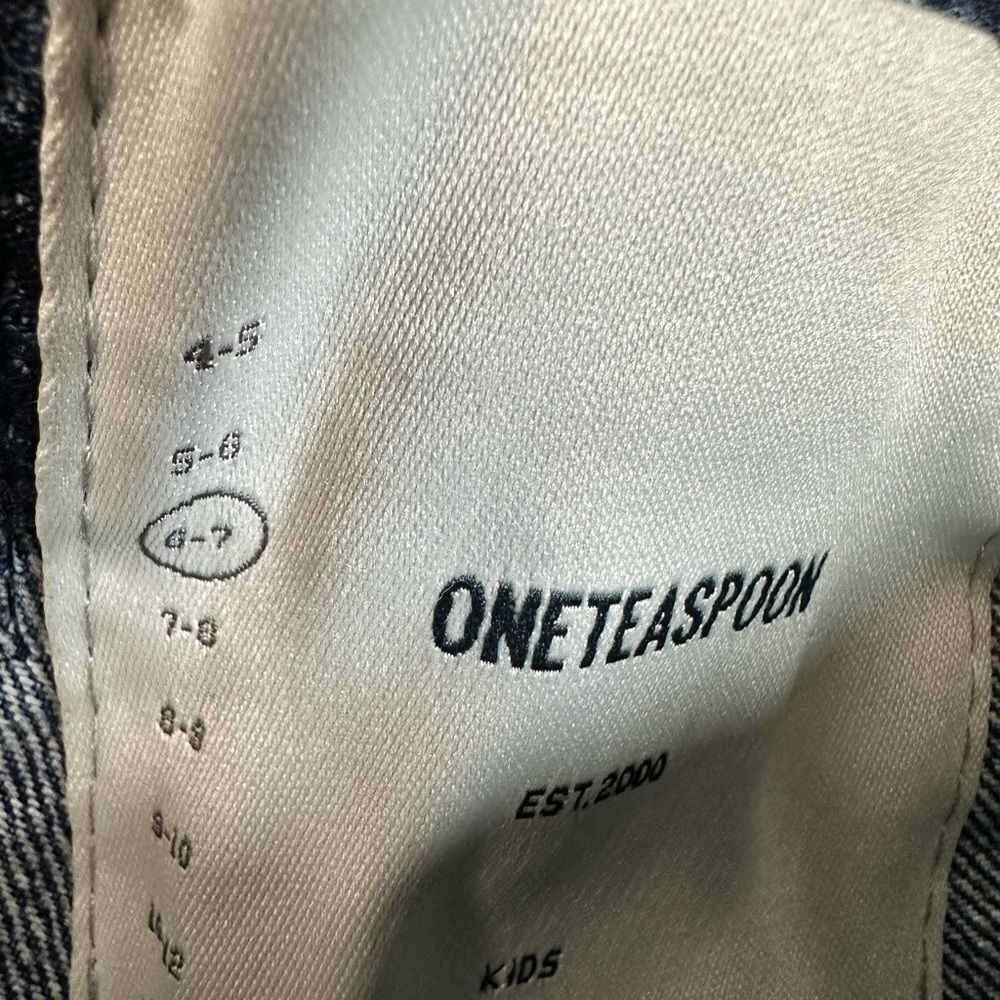 4-5
5-6
6-7
7-8
8-9
9-10
ONETEASPOON
EST. 2000
KIDS